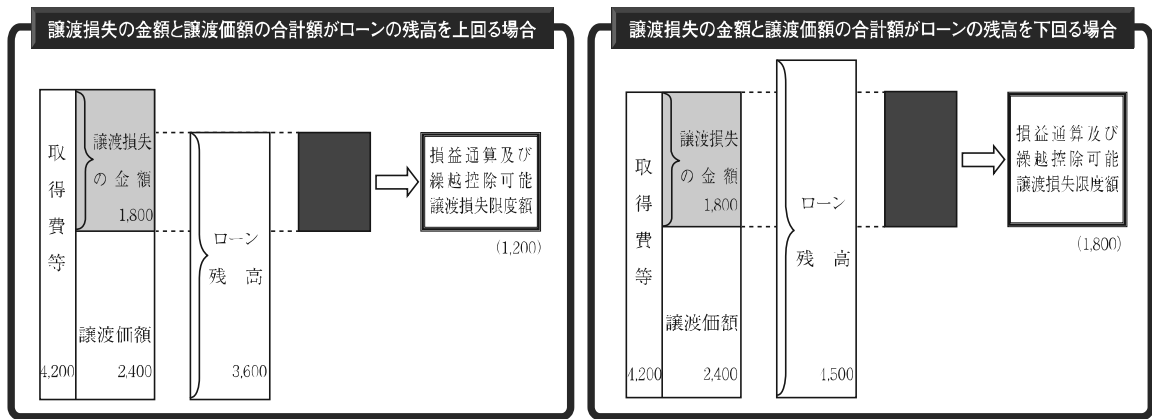 譲渡損失の金額と譲渡価額の合計額がローンの残高を上回る場合
取得費等
4,200
譲渡損失
の金額
1,800
譲渡価額
2,400
ローン
残高
3,600
損益通算及び
繰越控除可能
譲渡損失限度額
(1,200)
譲渡損失の金額と譲渡価額の合計額がローンの残高を下回る場合
取得費等
4,200
譲渡損失
の金額
1,800
譲渡価額
2,400
ローン
残高
4,500
損益通算及び
繰越控除可能
譲渡損失限度額
(1,800)